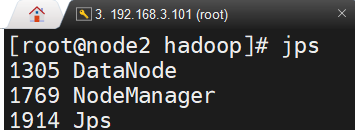 3. 192.168.3.101 (root)
[root@node2 hadoop]# jps
1305 DataNode
1769 NodeManager
1914 Jps